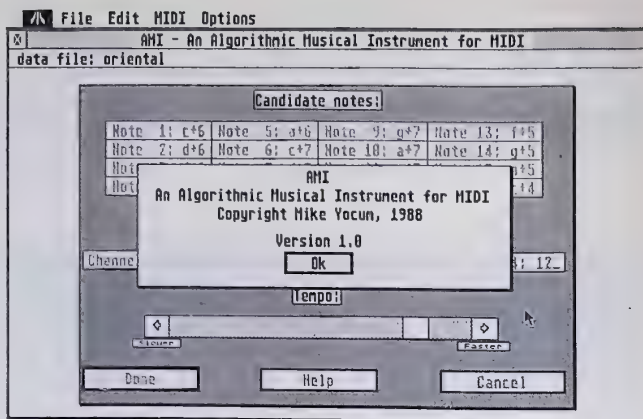 File Edit MIDI Options
AMI - An Algorithmic Musical Instrument for MIDI
data file: oriental
Candidate notes:
Note 1: c+6 Note 5: a+6 Note 9: g+7 Note 13: f+5
Note 2: d+6 Note 6: c+7 Note 10: a+7 Note 14: g+5
AMI
An Algorithmic Musical Instrument for MIDI
Copyright Mike Yocum, 1988
Version 1.0
Ok
12_
Tempo:
Slower Faster
Done Help Cancel